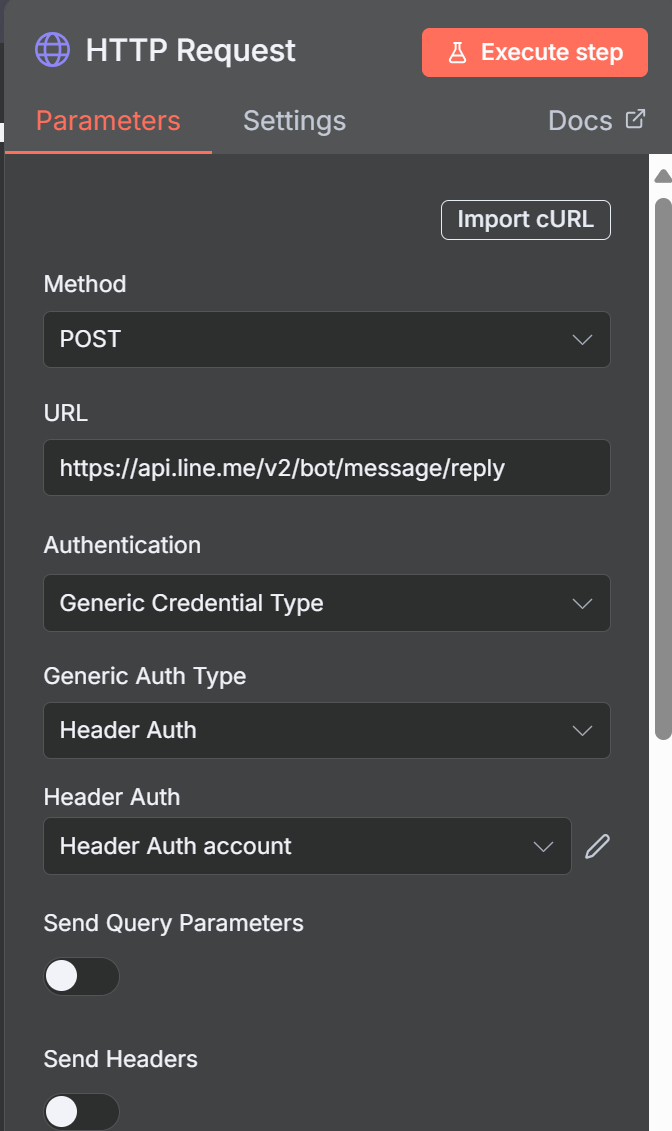 HTTP Request
Execute step
Parameters
Settings
Docs
Import cURL
Method
POST
URL
https://api.line.me/v2/bot/message/reply
Authentication
Generic Credential Type
Generic Auth Type
Header Auth
Header Auth
Header Auth account
Send Query Parameters
Send Headers